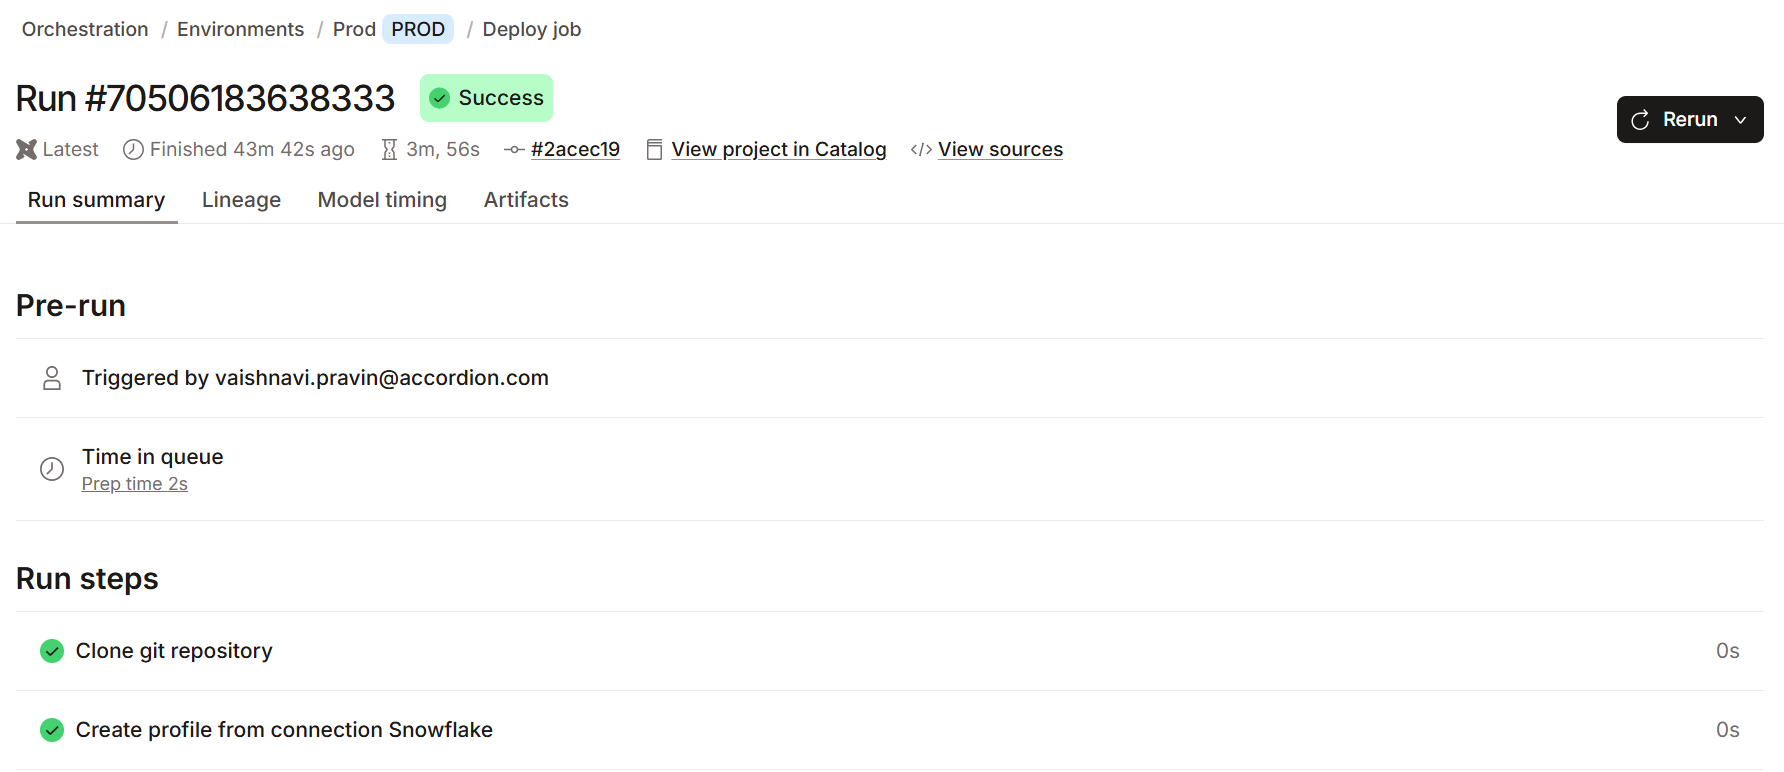 Orchestration / Environments / Prod PROD / Deploy job
Run #70506183638333 Success
Rerun
Latest Finished 43m 42s ago 3m, 56s #2acec19 View project in Catalog </> View sources
Run summary Lineage Model timing Artifacts
Pre-run
Triggered by vaishnavi.pravin@accordion.com
Time in queue
Prep time 2s
Run steps
Clone git repository 0s
Create profile from connection Snowflake 0s